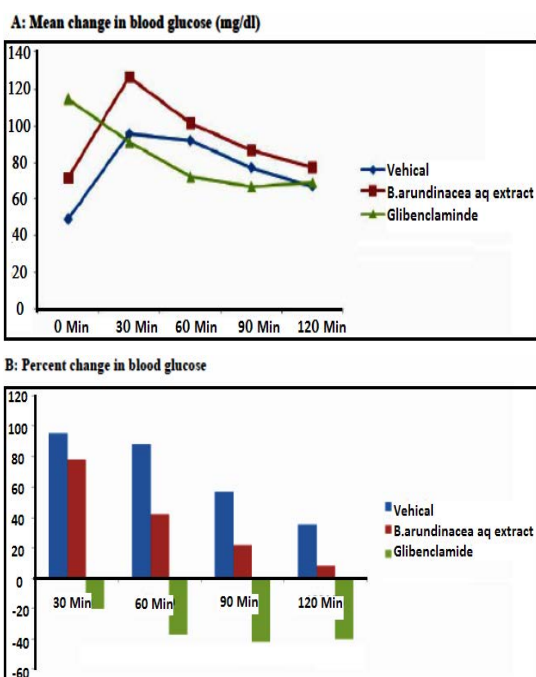 A: Mean change in blood glucose (mg/dl)
140
120
100
80
60
40
20
0
0 Min 30 Min 60 Min 90 Min 120 Min
Vehical
B.arundinacea aq extract
Glibenclaminde
B: Percent change in blood glucose
120
100
80
60
40
20
0
-20
-40
-60
30 Min 60 Min 90 Min 120 Min
Vehical
B.arundinacea aq extract
Glibenclamide